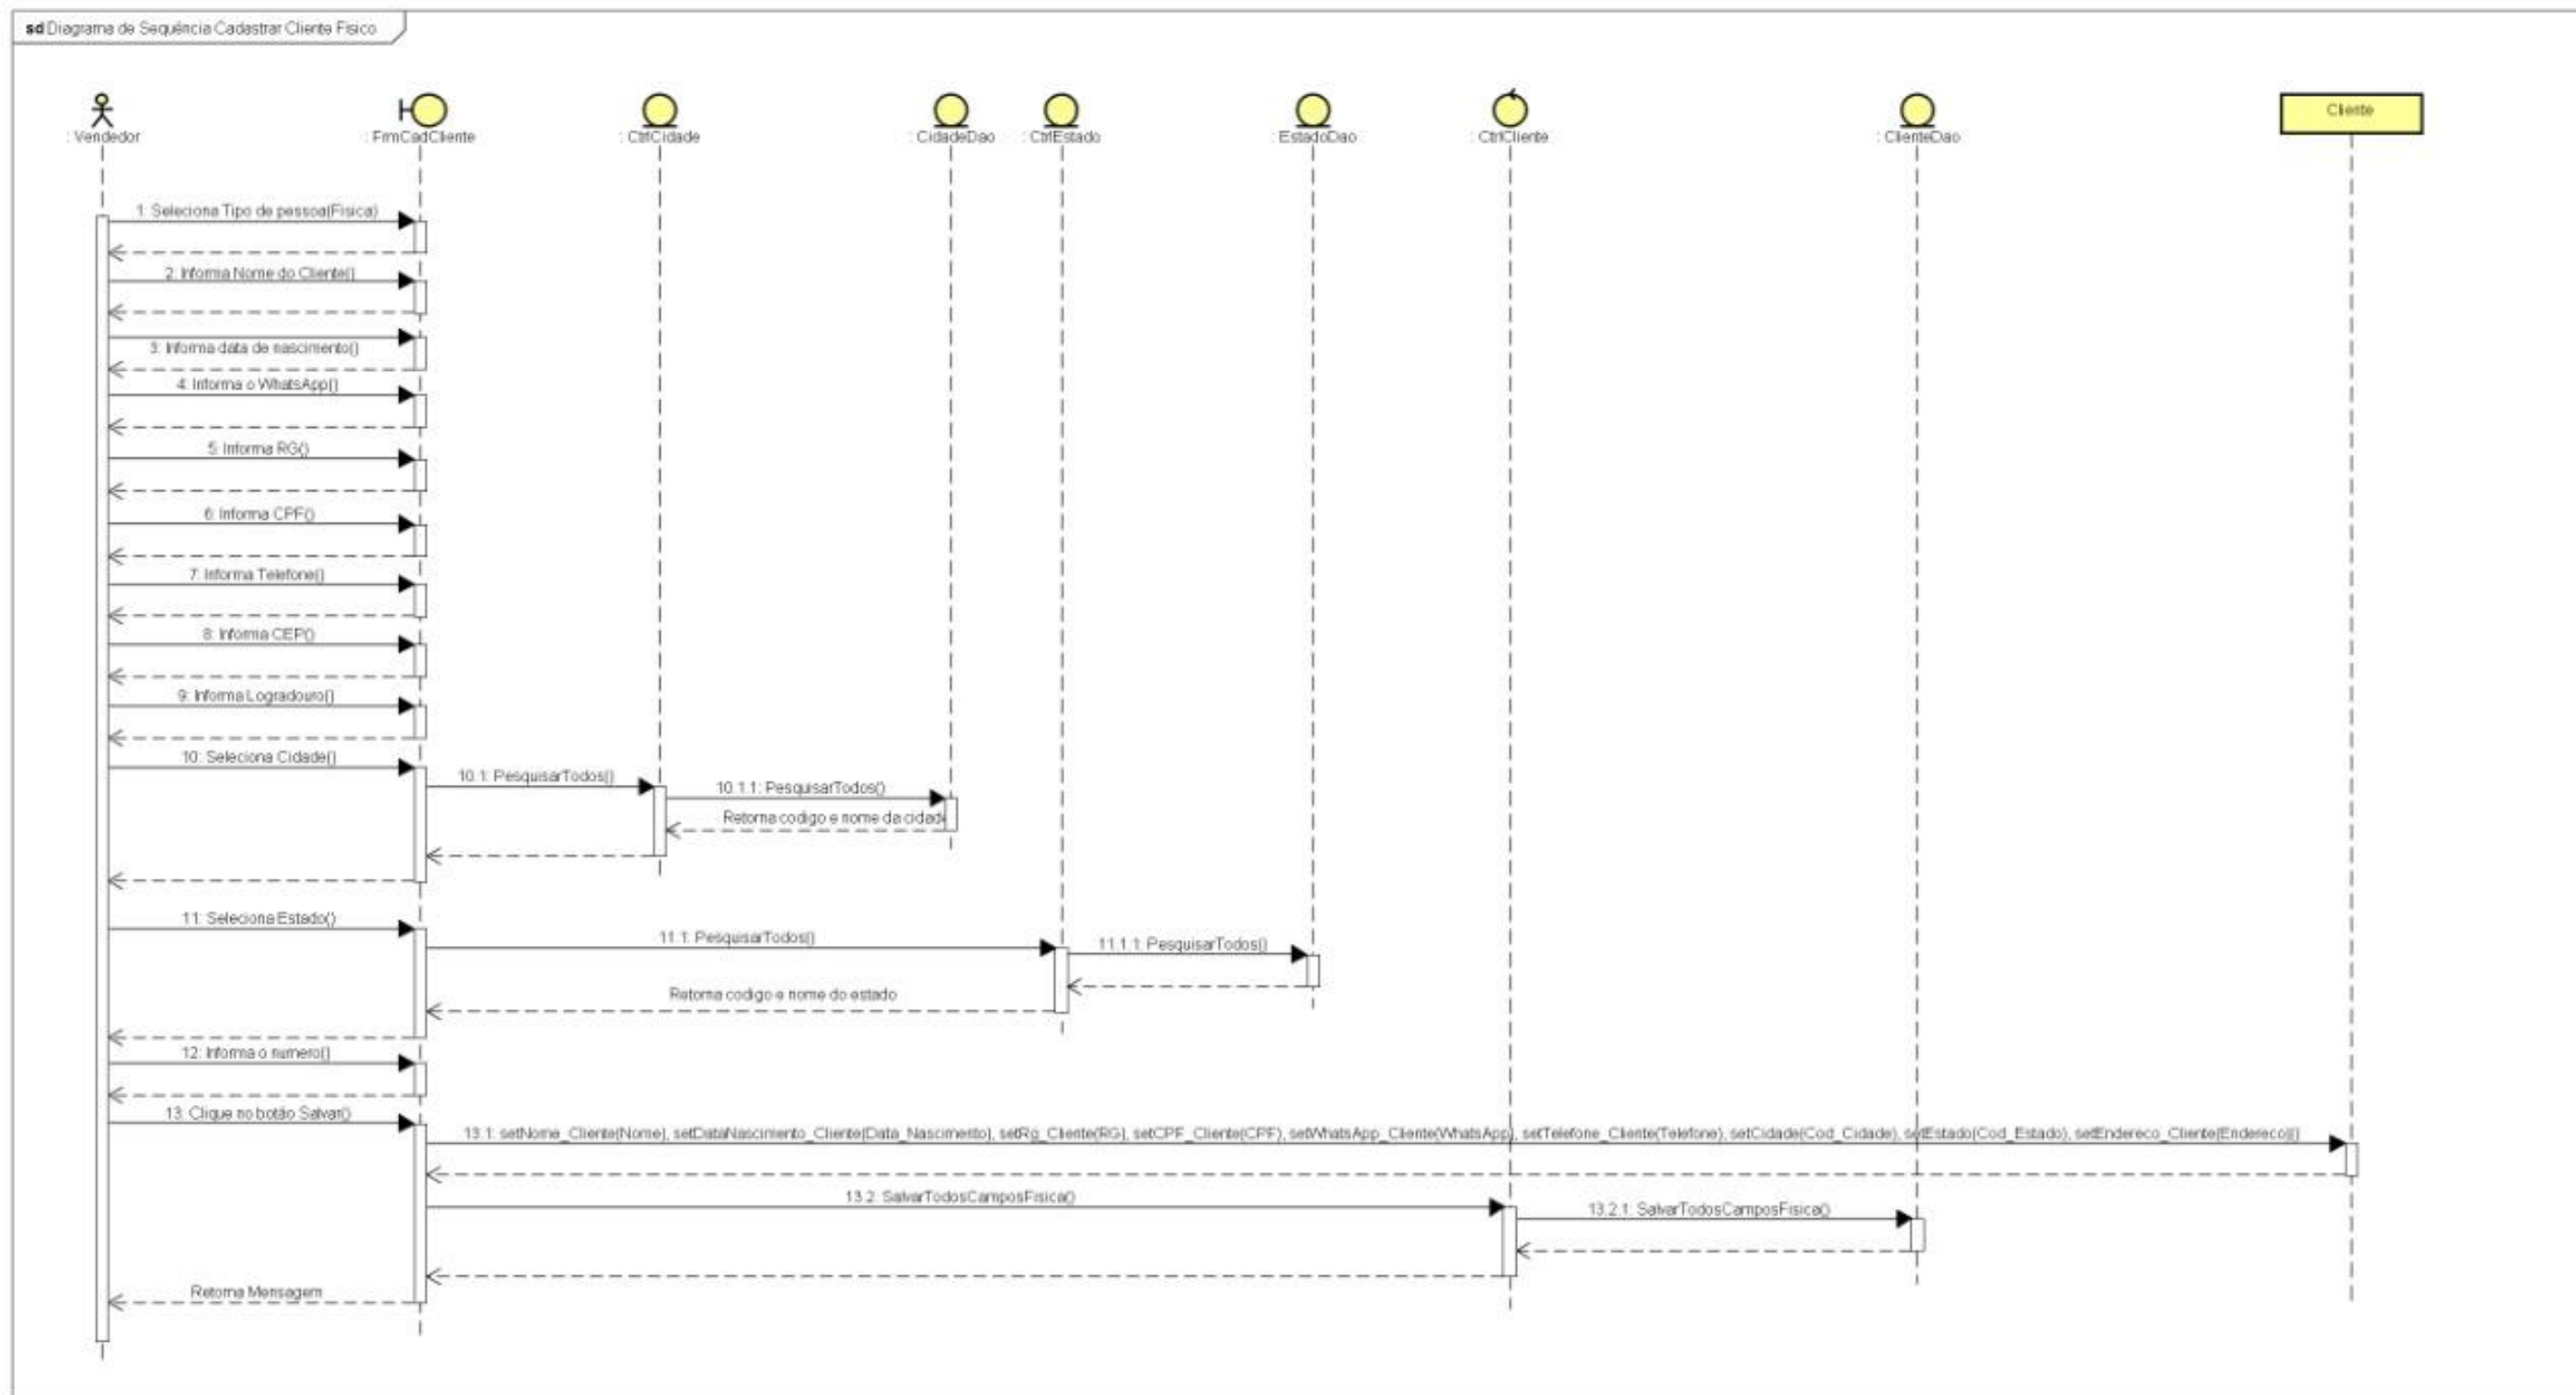 sd Diagrama de Sequência Cadastrar Cliente Fisico
: Vendedor
: FrmCadCliente
: CtrlCidade
: CidadeDao
: CtrlEstado
: EstadoDao
: CtrlCliente
: ClienteDao
Cliente
1: Seleciona Tipo de pessoa(Fisica)
2: Informa Nome do Cliente()
3: Informa data de nascimento()
4: Informa o WhatsApp()
5: Informa RG()
6: Informa CPF()
7: Informa Telefone()
8: Informa CEP()
9: Informa Logradouro()
10: Seleciona Cidade()
10.1: PesquisarTodos()
10.1.1: PesquisarTodos()
Retorna codigo e nome da cidade
11: Seleciona Estado()
11.1: PesquisarTodos()
11.1.1: PesquisarTodos()
Retorna codigo e nome do estado
12: Informa o numero()
13: Clique no botão Salvar()
13.1: setNome_Cliente(Nome), setDataNascimento_Cliente(Data_Nascimento), setRg_Cliente(RG), setCPF_Cliente(CPF), setWhatsApp_Cliente(WhatsApp), setTelefone_Cliente(Telefone), setCidade(Cod_Cidade), setEstado(Cod_Estado), setEndereco_Cliente(Endereco)()
13.2: SalvarTodosCamposFisica()
13.2.1: SalvarTodosCamposFisica()
Retorna Mensagem